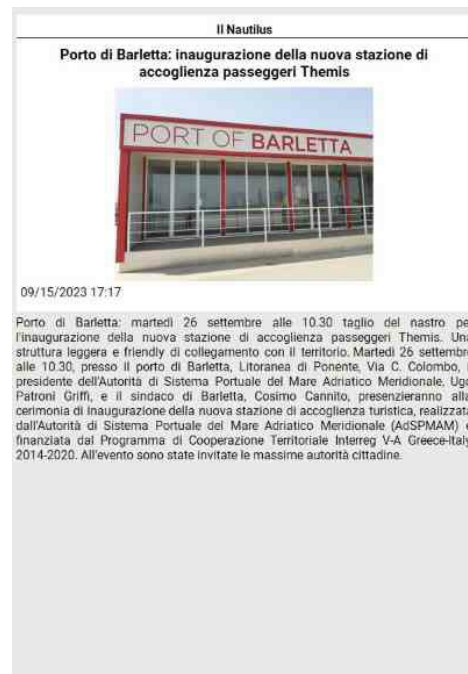 Il Nautilus
Porto di Barletta: inaugurazione della nuova stazione di
accoglienza passeggeri Themis
PORT OF BARLETTA
09/15/2023 17:17
Porto di Barletta: martedì 26 settembre alle 10.30 taglio del nastro pe
l'inaugurazione della nuova stazione di accoglienza passeggeri Themis. Una
struttura leggera e friendly di collegamento con il territorio. Martedì 26 settembre
alle 10.30, presso il porto di Barletta, Litoranea di Ponente, Via C. Colombo, i
presidente dell'Autorità di Sistema Portuale del Mare Adriatico Meridionale, Ugo
Patroni Griffi, e il sindaco di Barletta, Cosimo Cannito, presenzieranno alla
cerimonia di inaugurazione della nuova stazione di accoglienza turistica, realizzata
dall'Autorità di Sistema Portuale del Mare Adriatico Meridionale (AdSPMAM) e
finanziata dal Programma di Cooperazione Territoriale Interreg V-A Greece-Italy
2014-2020. All'evento sono state invitate le massime autorità cittadine.